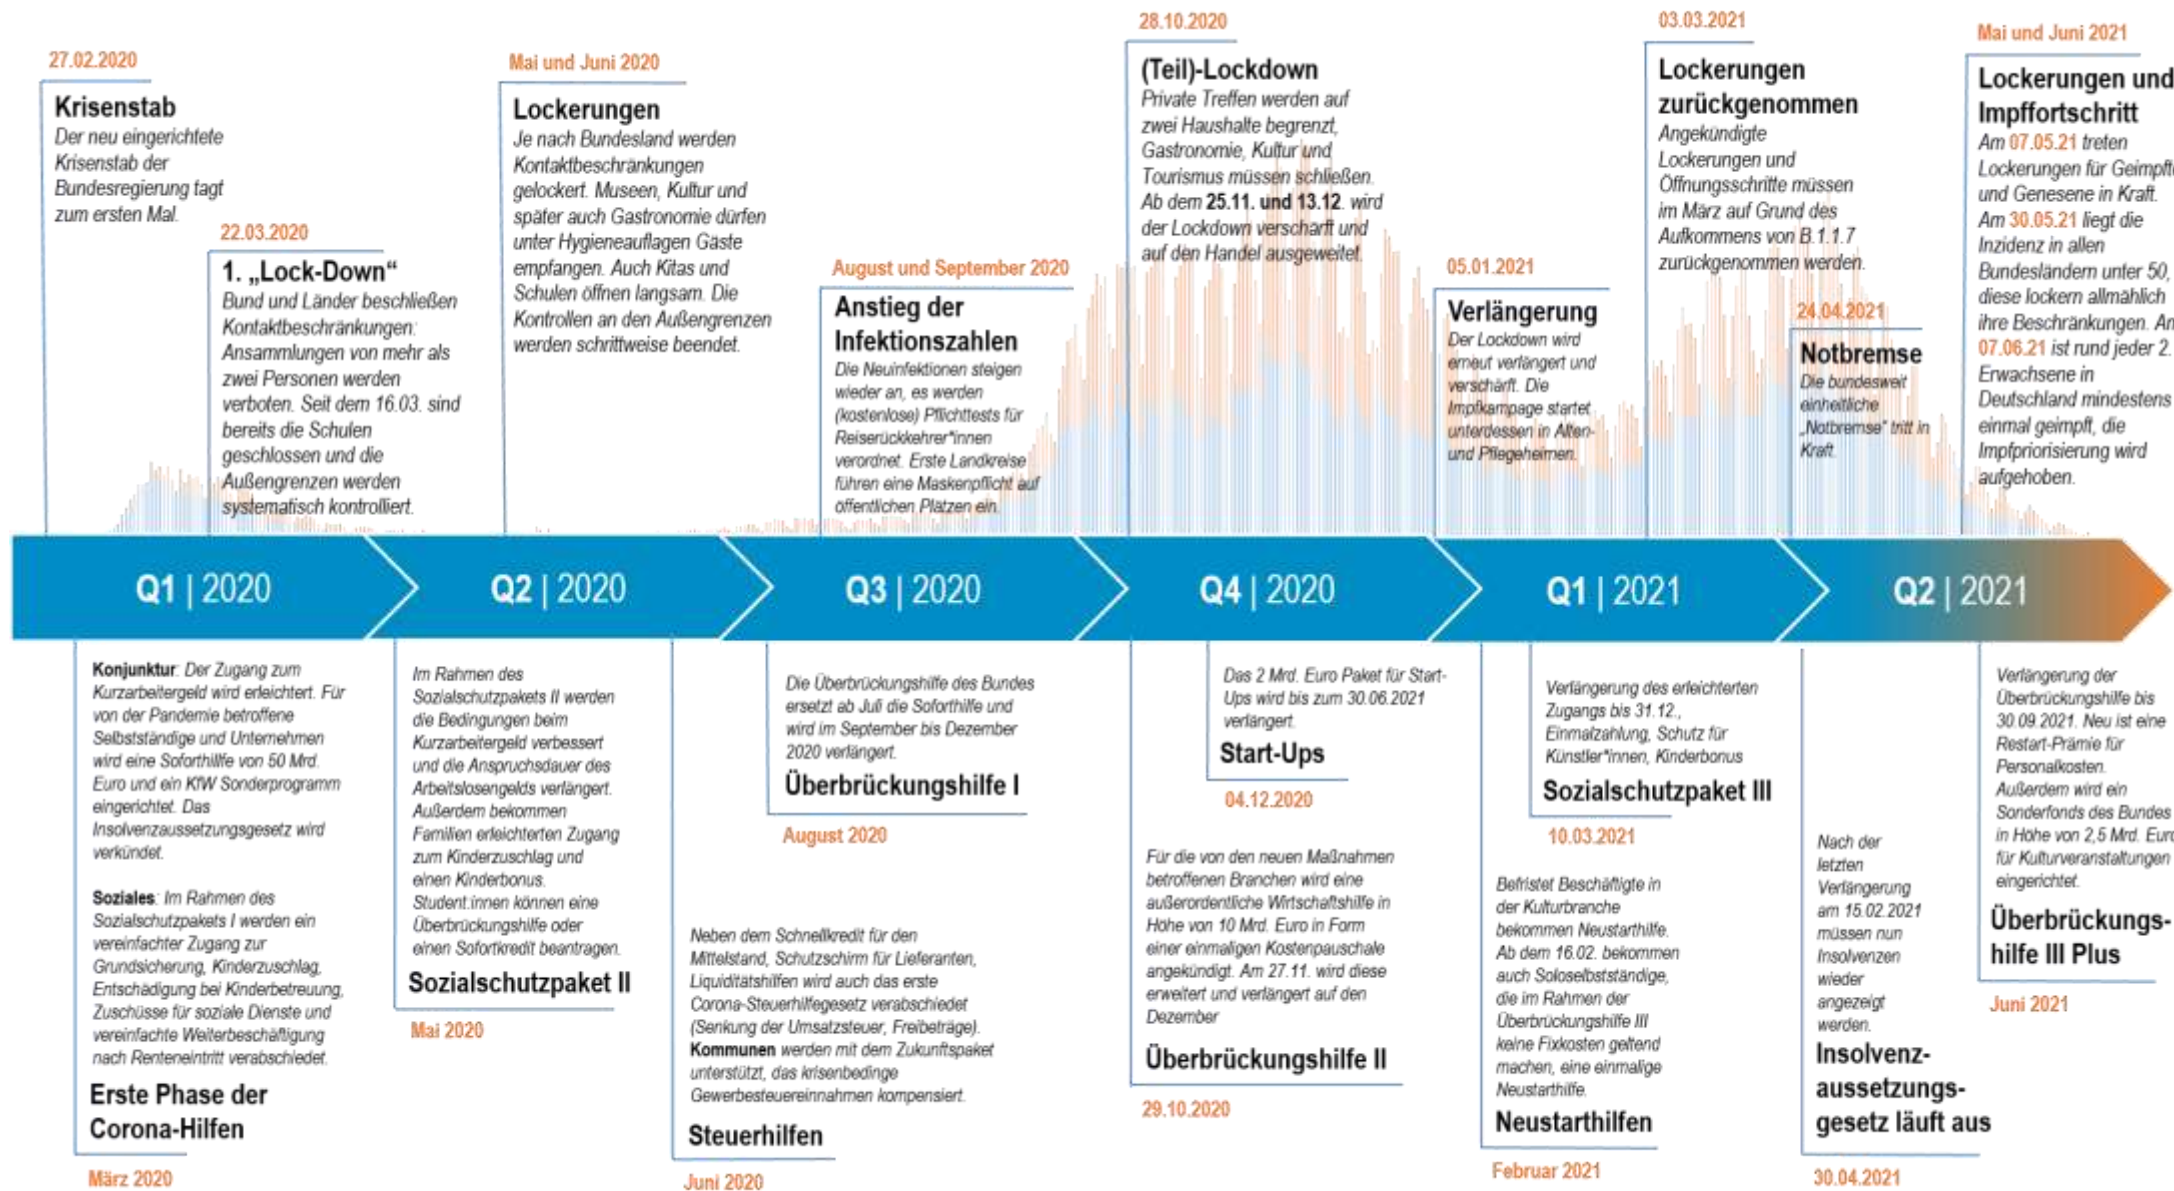 27.02.2020
Krisenstab
Der neu eingerichtete
Krisenstab der
Bundesregierung tagt
zum ersten Mal.
22.03.2020
1. „Lock-Down“
Bund und Länder beschließen
Kontaktbeschränkungen:
Ansammlungen von mehr als
zwei Personen werden
verboten. Seit dem 16.03. sind
bereits die Schulen
geschlossen und die
Außengrenzen werden
systematisch kontrolliert.
Mai und Juni 2020
Lockerungen
Je nach Bundesland werden
Kontaktbeschränkungen
gelockert. Museen, Kultur und
später auch Gastronomie dürfen
unter Hygieneauflagen Gäste
empfangen. Auch Kitas und
Schulen öffnen langsam. Die
Kontrollen an den Außengrenzen
werden schrittweise beendet.
August und September 2020
Anstieg der
Infektionszahlen
Die Neuinfektionen steigen
wieder an, es werden
(kostenlose) Pflichttests für
Reiserückkehrer*innen
verordnet. Erste Landkreise
führen eine Maskenpflicht auf
öffentlichen Plätzen ein.
28.10.2020
(Teil)-Lockdown
Private Treffen werden auf
zwei Haushalte begrenzt,
Gastronomie, Kultur und
Tourismus müssen schließen.
Ab dem 25.11. und 13.12. wird
der Lockdown verschärft und
auf den Handel ausgeweitet.
05.01.2021
Verlängerung
Der Lockdown wird
erneut verlängert und
verschärft. Die
Impfkampage startet
unterdessen in Alten-
und Pflegeheimen.
03.03.2021
Lockerungen
zurückgenommen
Angekündigte
Lockerungen und
Öffnungsschritte müssen
im März auf Grund des
Aufkommens von B.1.1.7
zurückgenommen werden.
24.04.2021
Notbremse
Die bundesweit
einheitliche
„Notbremse“ tritt in
Kraft.
Mai und Juni 2021
Lockerungen und
Impffortschritt
Am 07.05.21 treten
Lockerungen für Geimpfte
und Genesene in Kraft.
Am 30.05.21 liegt die
Inzidenz in allen
Bundesländern unter 50,
diese lockern allmählich
ihre Beschränkungen. Am
07.06.21 ist rund jeder 2.
Erwachsene in
Deutschland mindestens
einmal geimpft, die
Impfpriorisierung wird
aufgehoben.
Q1 | 2020
Q2 | 2020
Q3 | 2020
Q4 | 2020
Q1 | 2021
Q2 | 2021
Konjunktur: Der Zugang zum
Kurzarbeitergeld wird erleichtert. Für
von der Pandemie betroffene
Selbstständige und Unternehmen
wird eine Soforthillfe von 50 Mrd.
Euro und ein KfW Sonderprogramm
eingerichtet. Das
Insolvenzaussetzungsgesetz wird
verkündet.
Soziales: Im Rahmen des
Sozialschutzpakets I werden ein
vereinfachter Zugang zur
Grundsicherung, Kinderzuschlag,
Entschädigung bei Kinderbetreuung,
Zuschüsse für soziale Dienste und
vereinfachte Weiterbeschäftigung
nach Renteneintritt verabschiedet.
Erste Phase der
Corona-Hilfen
März 2020
Im Rahmen des
Sozialschutzpakets II werden
die Bedingungen beim
Kurzarbeitergeld verbessert
und die Anspruchsdauer des
Arbeitslosengelds verlängert.
Außerdem bekommen
Familien erleichterten Zugang
zum Kinderzuschlag und
einen Kinderbonus.
Student:innen können eine
Überbrückungshilfe oder
einen Sofortkredit beantragen.
Sozialschutzpaket II
Mai 2020
Neben dem Schnellkredit für den
Mittelstand, Schutzschirm für Lieferanten,
Liquiditätshilfen wird auch das erste
Corona-Steuerhilfegesetz verabschiedet
(Senkung der Umsatzsteuer, Freibeträge).
Kommunen werden mit dem Zukunftspaket
unterstützt, das krisenbedinge
Gewerbesteuereinnahmen kompensiert.
Steuerhilfen
Juni 2020
Die Überbrückungshilfe des Bundes
ersetzt ab Juli die Soforthilfe und
wird im September bis Dezember
2020 verlängert.
Überbrückungshilfe I
August 2020
Das 2 Mrd. Euro Paket für Start-
Ups wird bis zum 30.06.2021
verlängert.
Start-Ups
04.12.2020
Für die von den neuen Maßnahmen
betroffenen Branchen wird eine
außerordentliche Wirtschaftshilfe in
Höhe von 10 Mrd. Euro in Form
einer einmaligen Kostenpauschale
angekündigt. Am 27.11. wird diese
erweitert und verlängert auf den
Dezember
Überbrückungshilfe II
29.10.2020
Verlängerung des erleichterten
Zugangs bis 31.12.,
Einmalzahlung, Schutz für
Künstler*innen, Kinderbonus
Sozialschutzpaket III
10.03.2021
Befristet Beschäftigte in
der Kulturbranche
bekommen Neustarthilfe.
Ab dem 16.02. bekommen
auch Soloselbstständige,
die im Rahmen der
Überbrückungshilfe III
keine Fixkosten geltend
machen, eine einmalige
Neustarthilfe.
Neustarthilfen
Februar 2021
Nach der
letzten
Verlängerung
am 15.02.2021
müssen nun
Insolvenzen
wieder
angezeigt
werden.
Insolvenz-
aussetzungs-
gesetz läuft aus
30.04.2021
Verlängerung der
Überbrückungshilfe bis
30.09.2021. Neu ist eine
Restart-Prämie für
Personalkosten.
Außerdem wird ein
Sonderfonds des Bundes
in Höhe von 2,5 Mrd. Euro
für Kulturveranstaltungen
eingerichtet.
Überbrückungs-
hilfe III Plus
Juni 2021